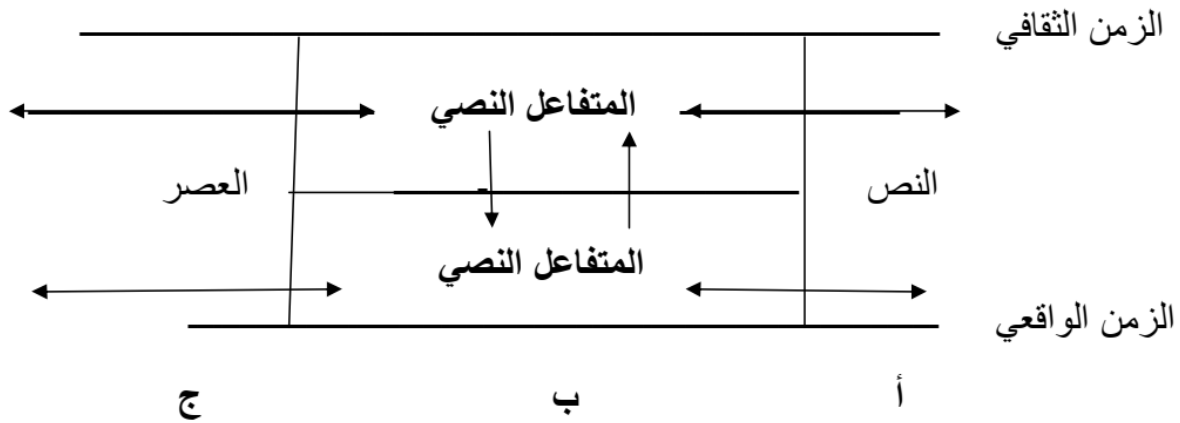 الزمن الثقافي
المتفاعل النصي
النص
العصر
المتفاعل النصي
الزمن الواقعي
أ ب ج